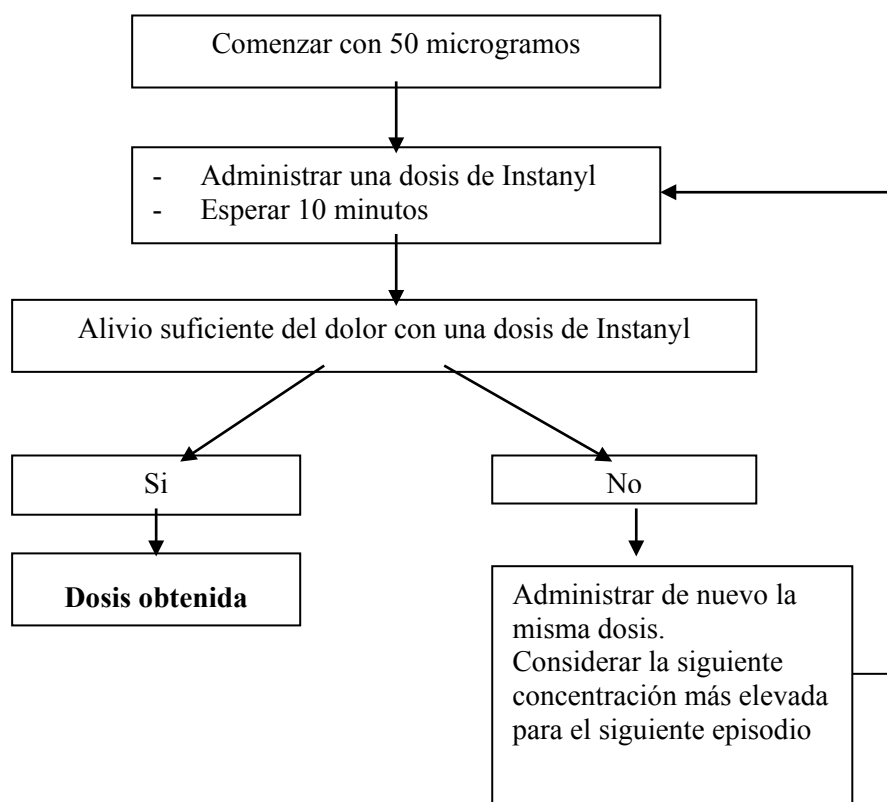 Comenzar con 50 microgramos
- Administrar una dosis de Instanyl
- Esperar 10 minutos
Alivio suficiente del dolor con una dosis de Instanyl
Si
No
Dosis obtenida
Administrar de nuevo la
misma dosis.
Considerar la siguiente
concentración más elevada
para el siguiente episodio